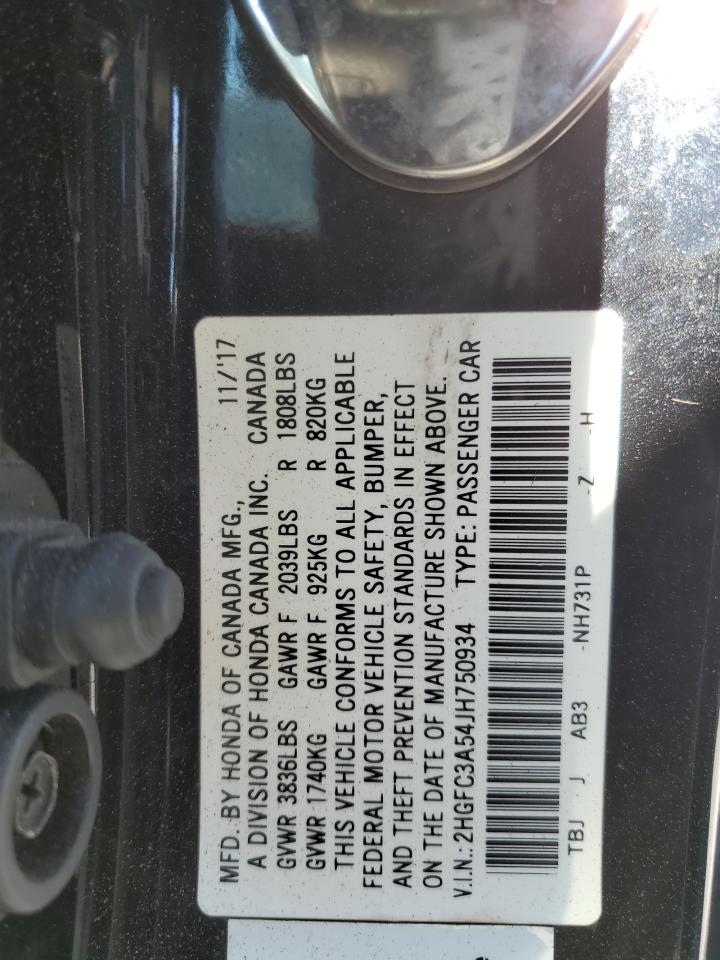 MFD. BY HONDA OF CANADA MFG., 11/'17
A DIVISION OF HONDA CANADA INC. CANADA
GVWR 3836LBS GAWR F 2039LBS R 1808LBS
GVWR 1740KG GAWR F 925KG R 820KG
THIS VEHICLE CONFORMS TO ALL APPLICABLE
FEDERAL MOTOR VEHICLE SAFETY, BUMPER,
AND THEFT PREVENTION STANDARDS IN EFFECT
ON THE DATE OF MANUFACTURE SHOWN ABOVE.
V.I.N.:2HGFC3A54JH750934 TYPE: PASSENGER CAR
TBJ J AB3 -NH731P -Z -H